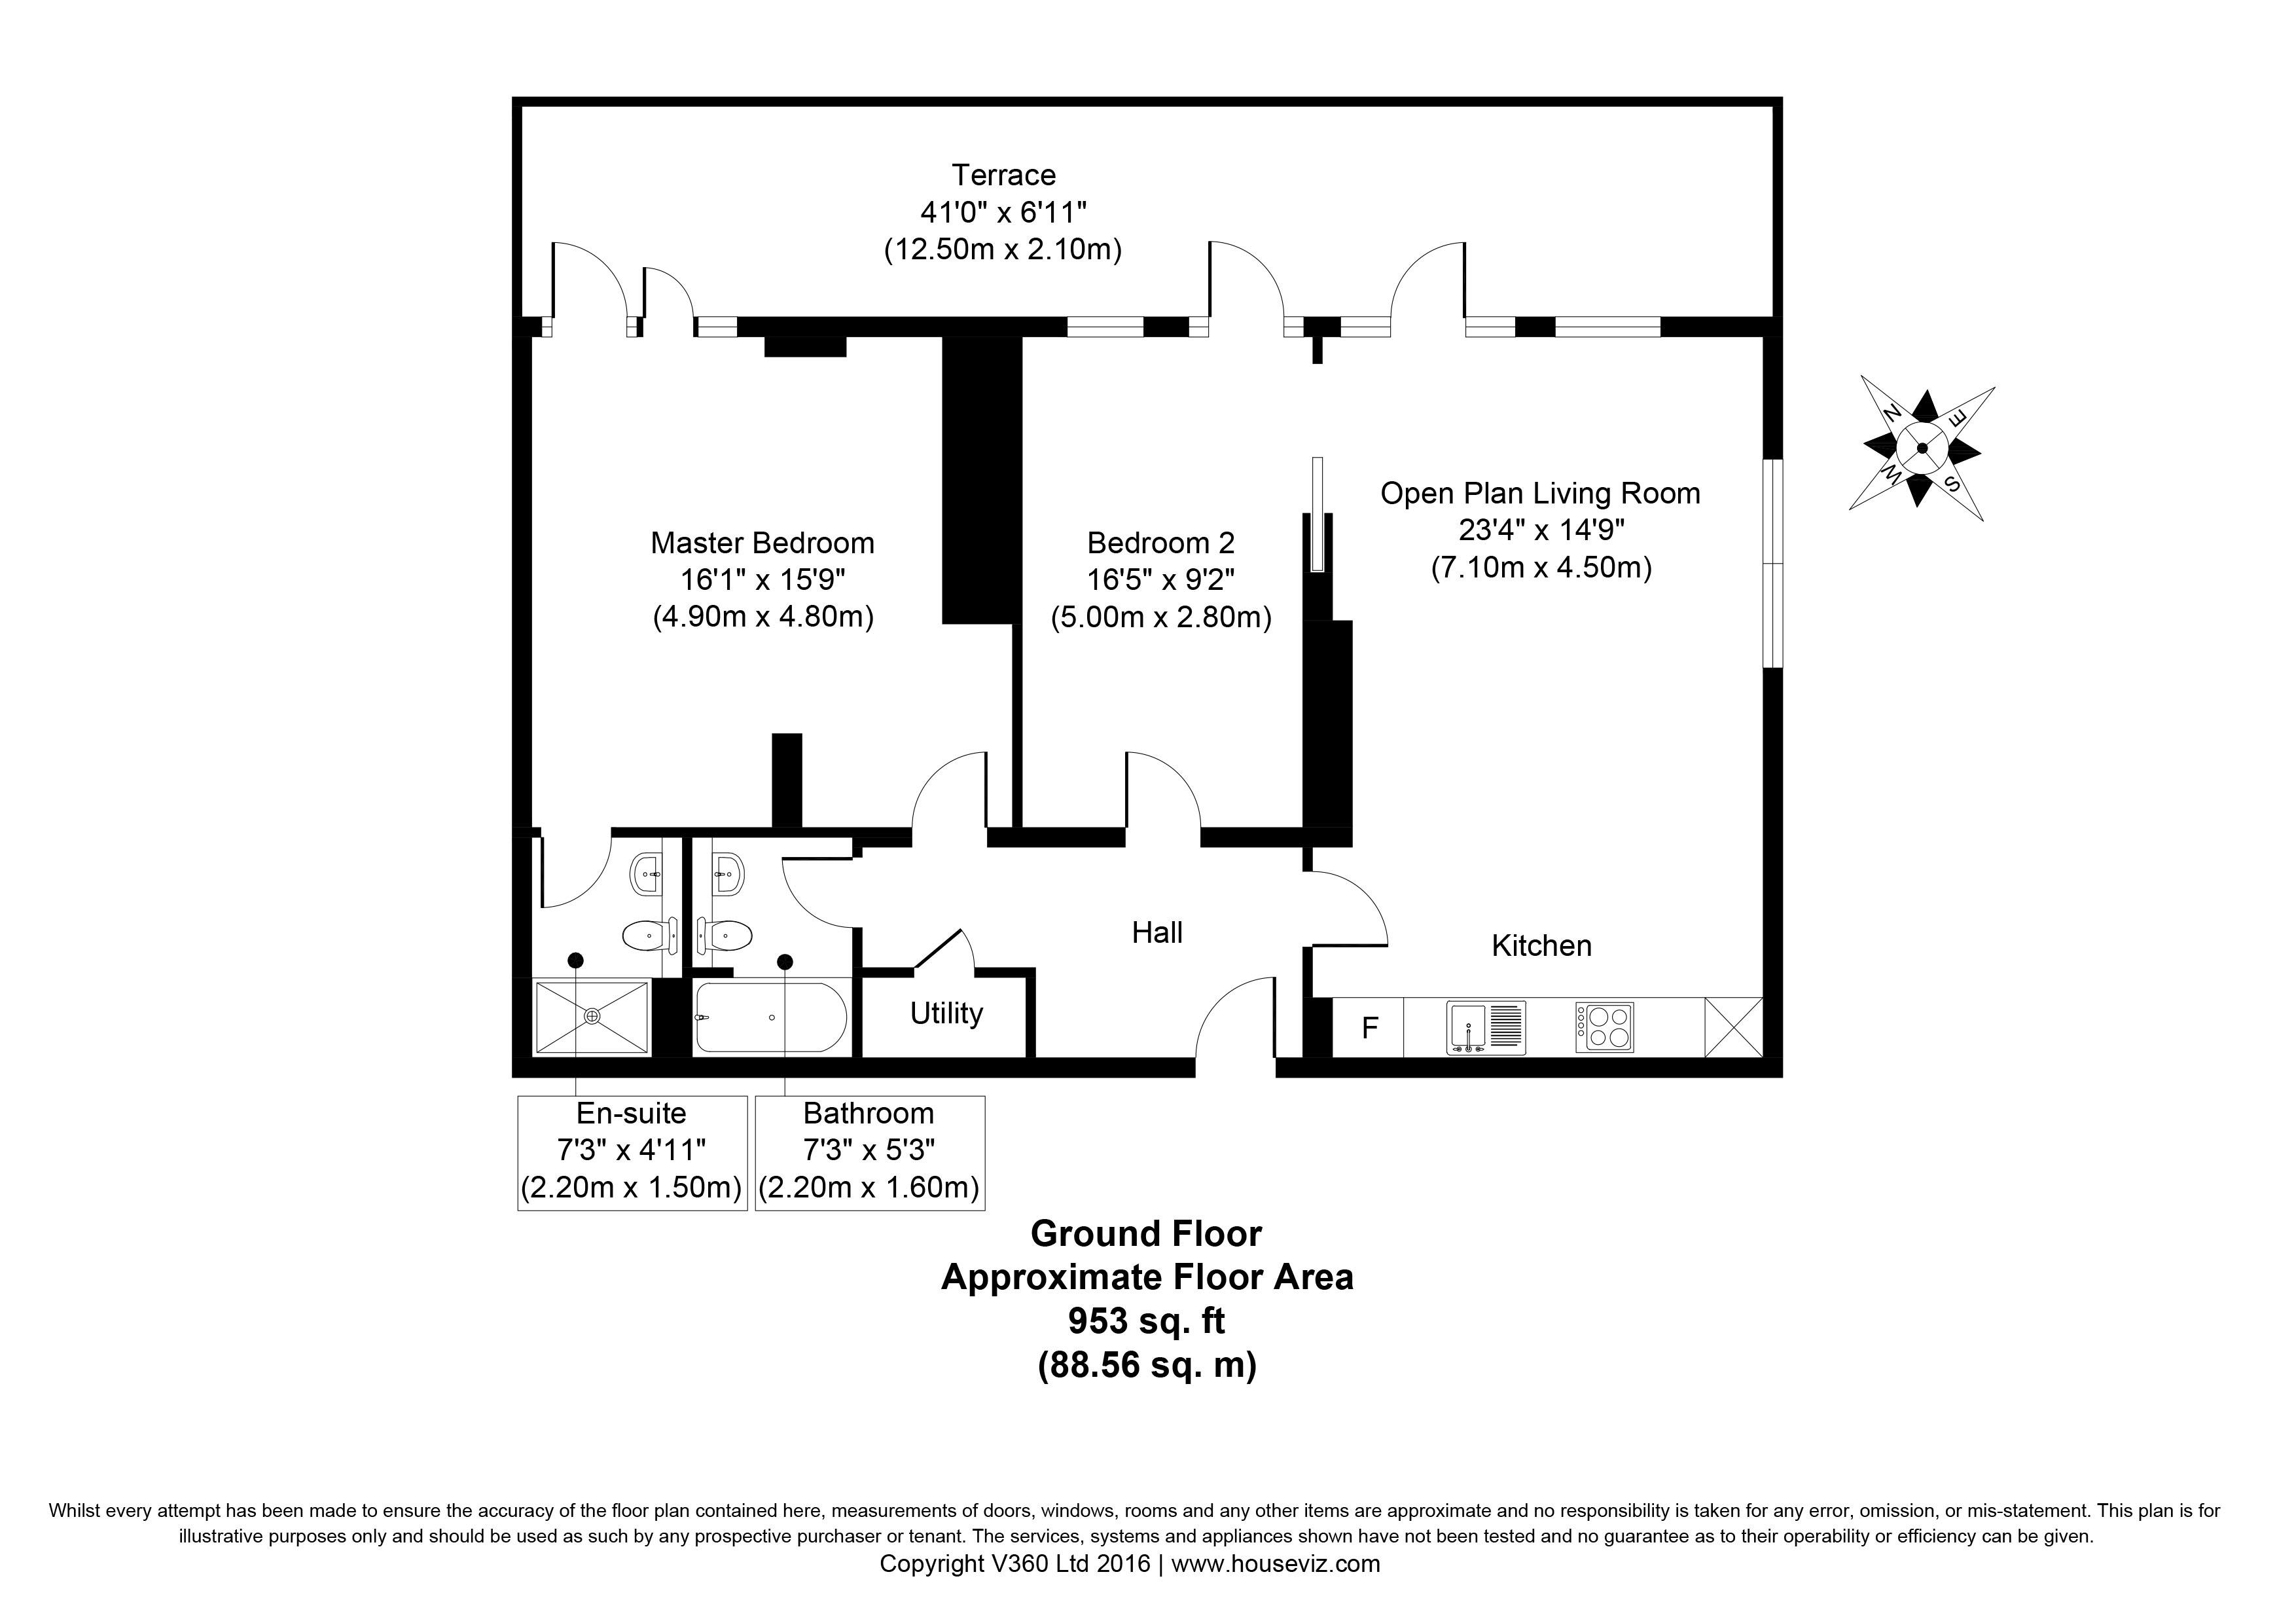 Terrace
41'0" x 6'11"
(12.50m x 2.10m)
N
E
W
S
Open Plan Living Room
23'4" x 14'9"
(7.10m x 4.50m)
Master Bedroom
16'1" x 15'9"
(4.90m x 4.80m)
Bedroom 2
16'5" x 9'2"
(5.00m x 2.80m)
Hall
Kitchen
Utility
F
En-suite
7'3" x 4'11"
(2.20m x 1.50m)
Bathroom
7'3" x 5'3"
(2.20m x 1.60m)
Ground Floor
Approximate Floor Area
953 sq. ft
(88.56 sq. m)
Whilst every attempt has been made to ensure the accuracy of the floor plan contained here, measurements of doors, windows, rooms and any other items are approximate and no responsibility is taken for any error, omission, or mis-statement. This plan is for
illustrative purposes only and should be used as such by any prospective purchaser or tenant. The services, systems and appliances shown have not been tested and no guarantee as to their operability or efficiency can be given.
Copyright V360 Ltd 2016 | www.houseviz.com